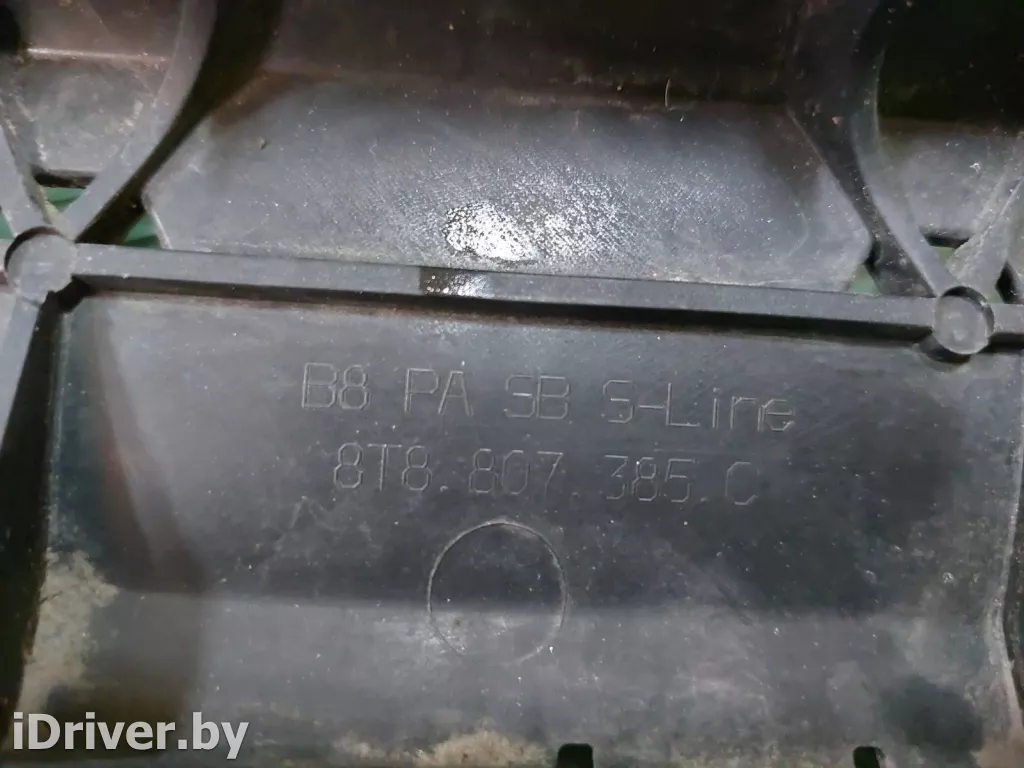 B8 PA SB S-Line
8T8.807.385.C
iDriver.by